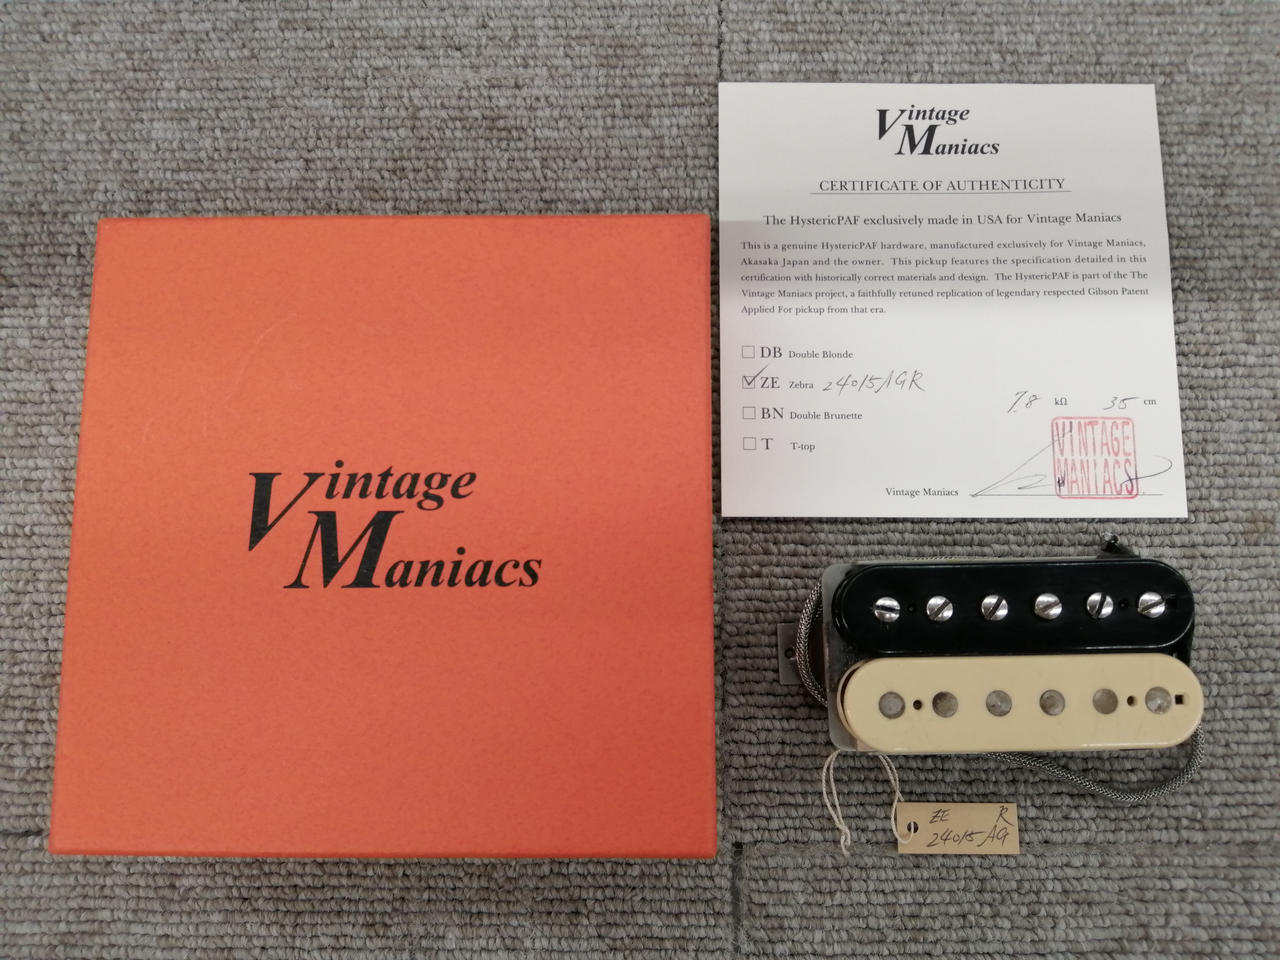 Vintage
Maniacs
Vintage
Maniacs
CERTIFICATE OF AUTHENTICITY
The HystericPAF exclusively made in USA for Vintage Maniacs
This is a genuine HystericPAF hardware, manufactured exclusively for Vintage Maniacs,
Akasaka Japan and the owner. This pickup features the specification detailed in this
certification with historically correct materials and design. The HystericPAF is part of the The
Vintage Maniacs project, a faithfully retuned replication of legendary respected Gibson Patent
Applied For pickup from that era.
DB Double Blonde
ZE Zebra 24015AGR
7.8 kΩ 35 cm
BN Double Brunette
T T-top
VINTAGE
MANIACS
Vintage Maniacs
ZE R
24015 AG